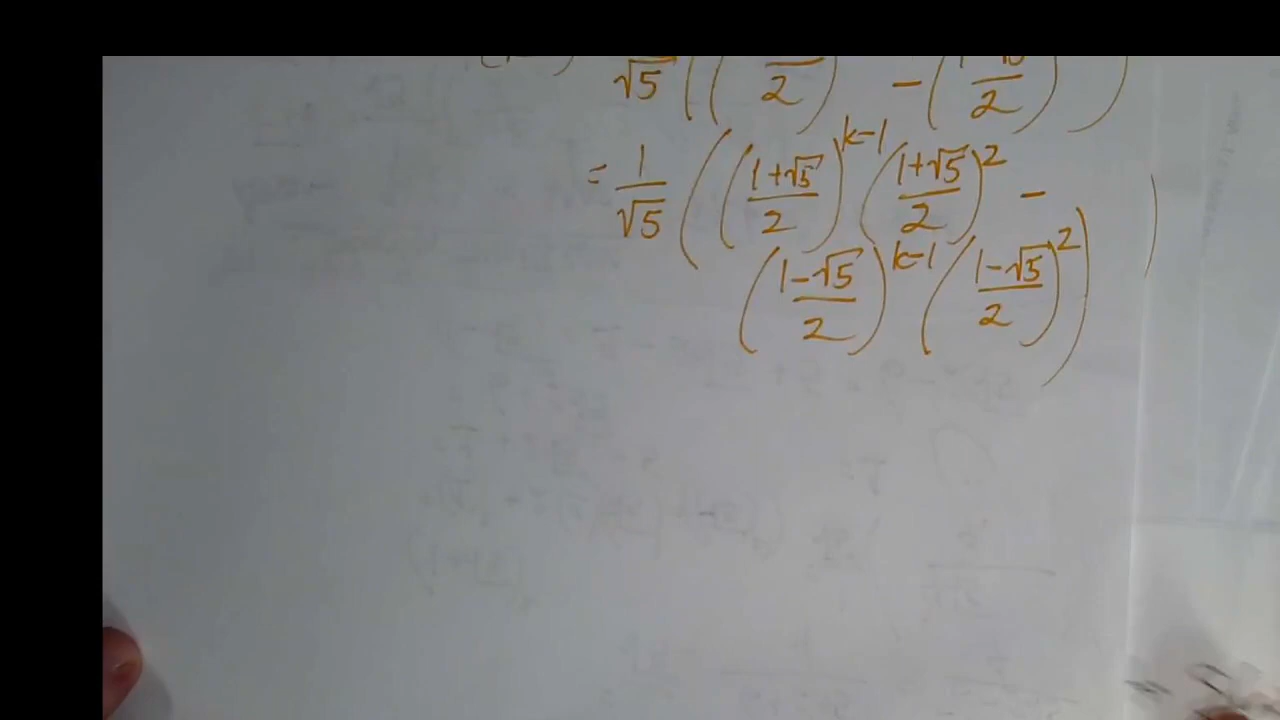 √5 ( ( 2 ) - ( 2 ) )
= 1/√5 ( ( (1+√5)/2 )^(k-1) ( (1+√5)/2 )^2 - )
( (1-√5)/2 )^(k-1) ( (1-√5)/2 )^2 )